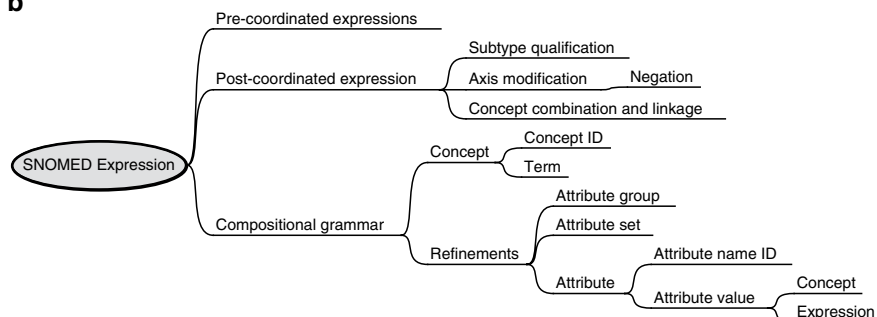 b
Pre-coordinated expressions
Subtype qualification
Post-coordinated expression
Axis modification
Negation
Concept combination and linkage
SNOMED Expression
Concept
Concept ID
Term
Compositional grammar
Attribute group
Attribute set
Refinements
Attribute name ID
Attribute
Attribute value
Concept
Expression